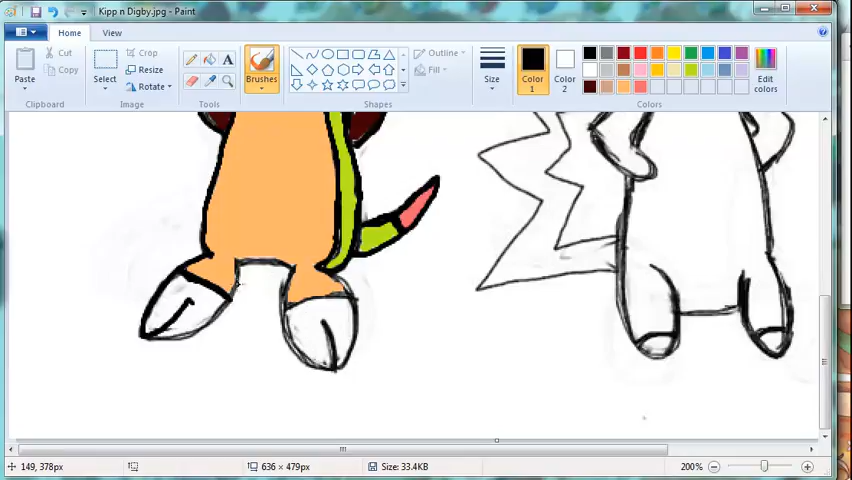 Kipp n Digby.jpg - Paint
Home View
Paste
Cut
Copy
Clipboard
Select
Crop
Resize
Rotate
Image
A
Tools
Brushes
Outline
Fill
Shapes
Size
Color 1
Color 2
Edit colors
Colors
149, 378px
636 × 479px
Size: 33.4KB
200%